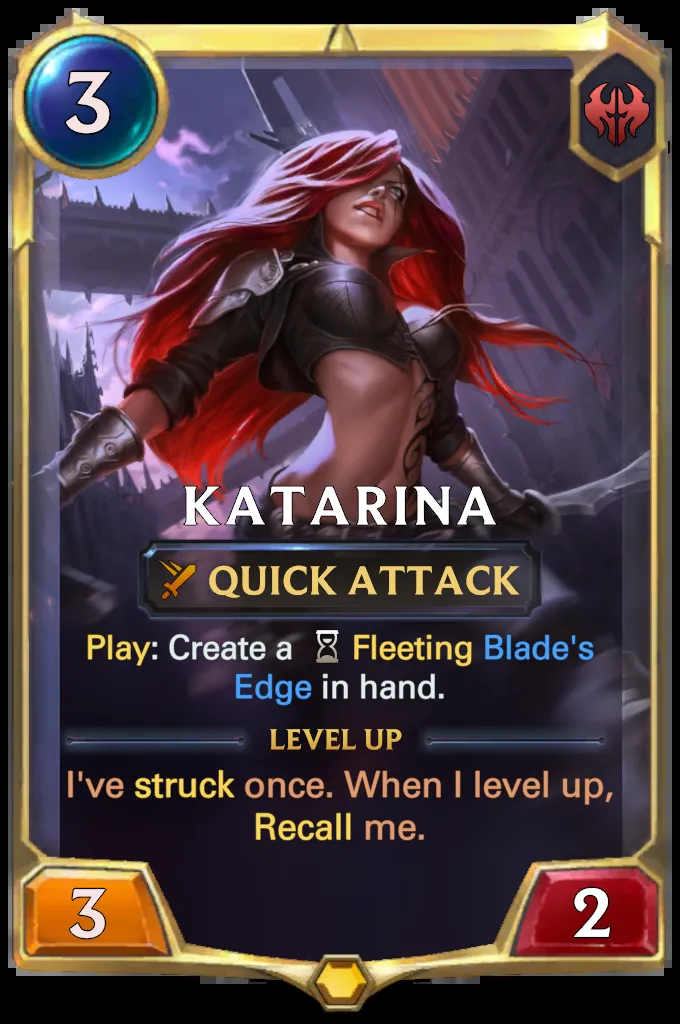 3
KATARINA
QUICK ATTACK
Play: Create a Fleeting Blade's
Edge in hand.
LEVEL UP
I've struck once. When I level up,
Recall me.
3
2